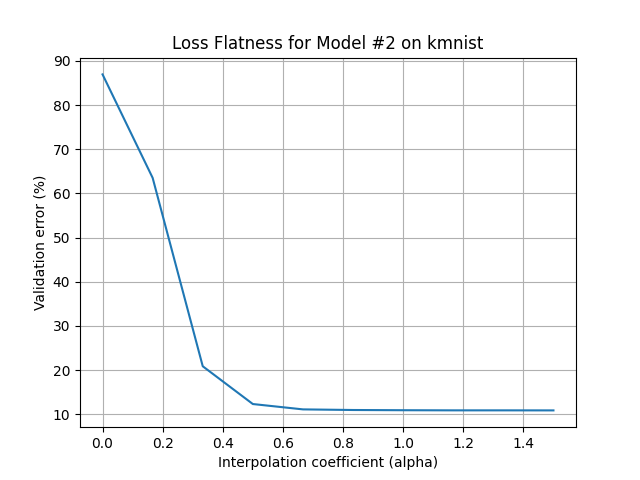 Loss Flatness for Model #2 on kmnist
90
80
70
60
50
40
30
20
10
Validation error (%)
0.0 0.2 0.4 0.6 0.8 1.0 1.2 1.4
Interpolation coefficient (alpha)